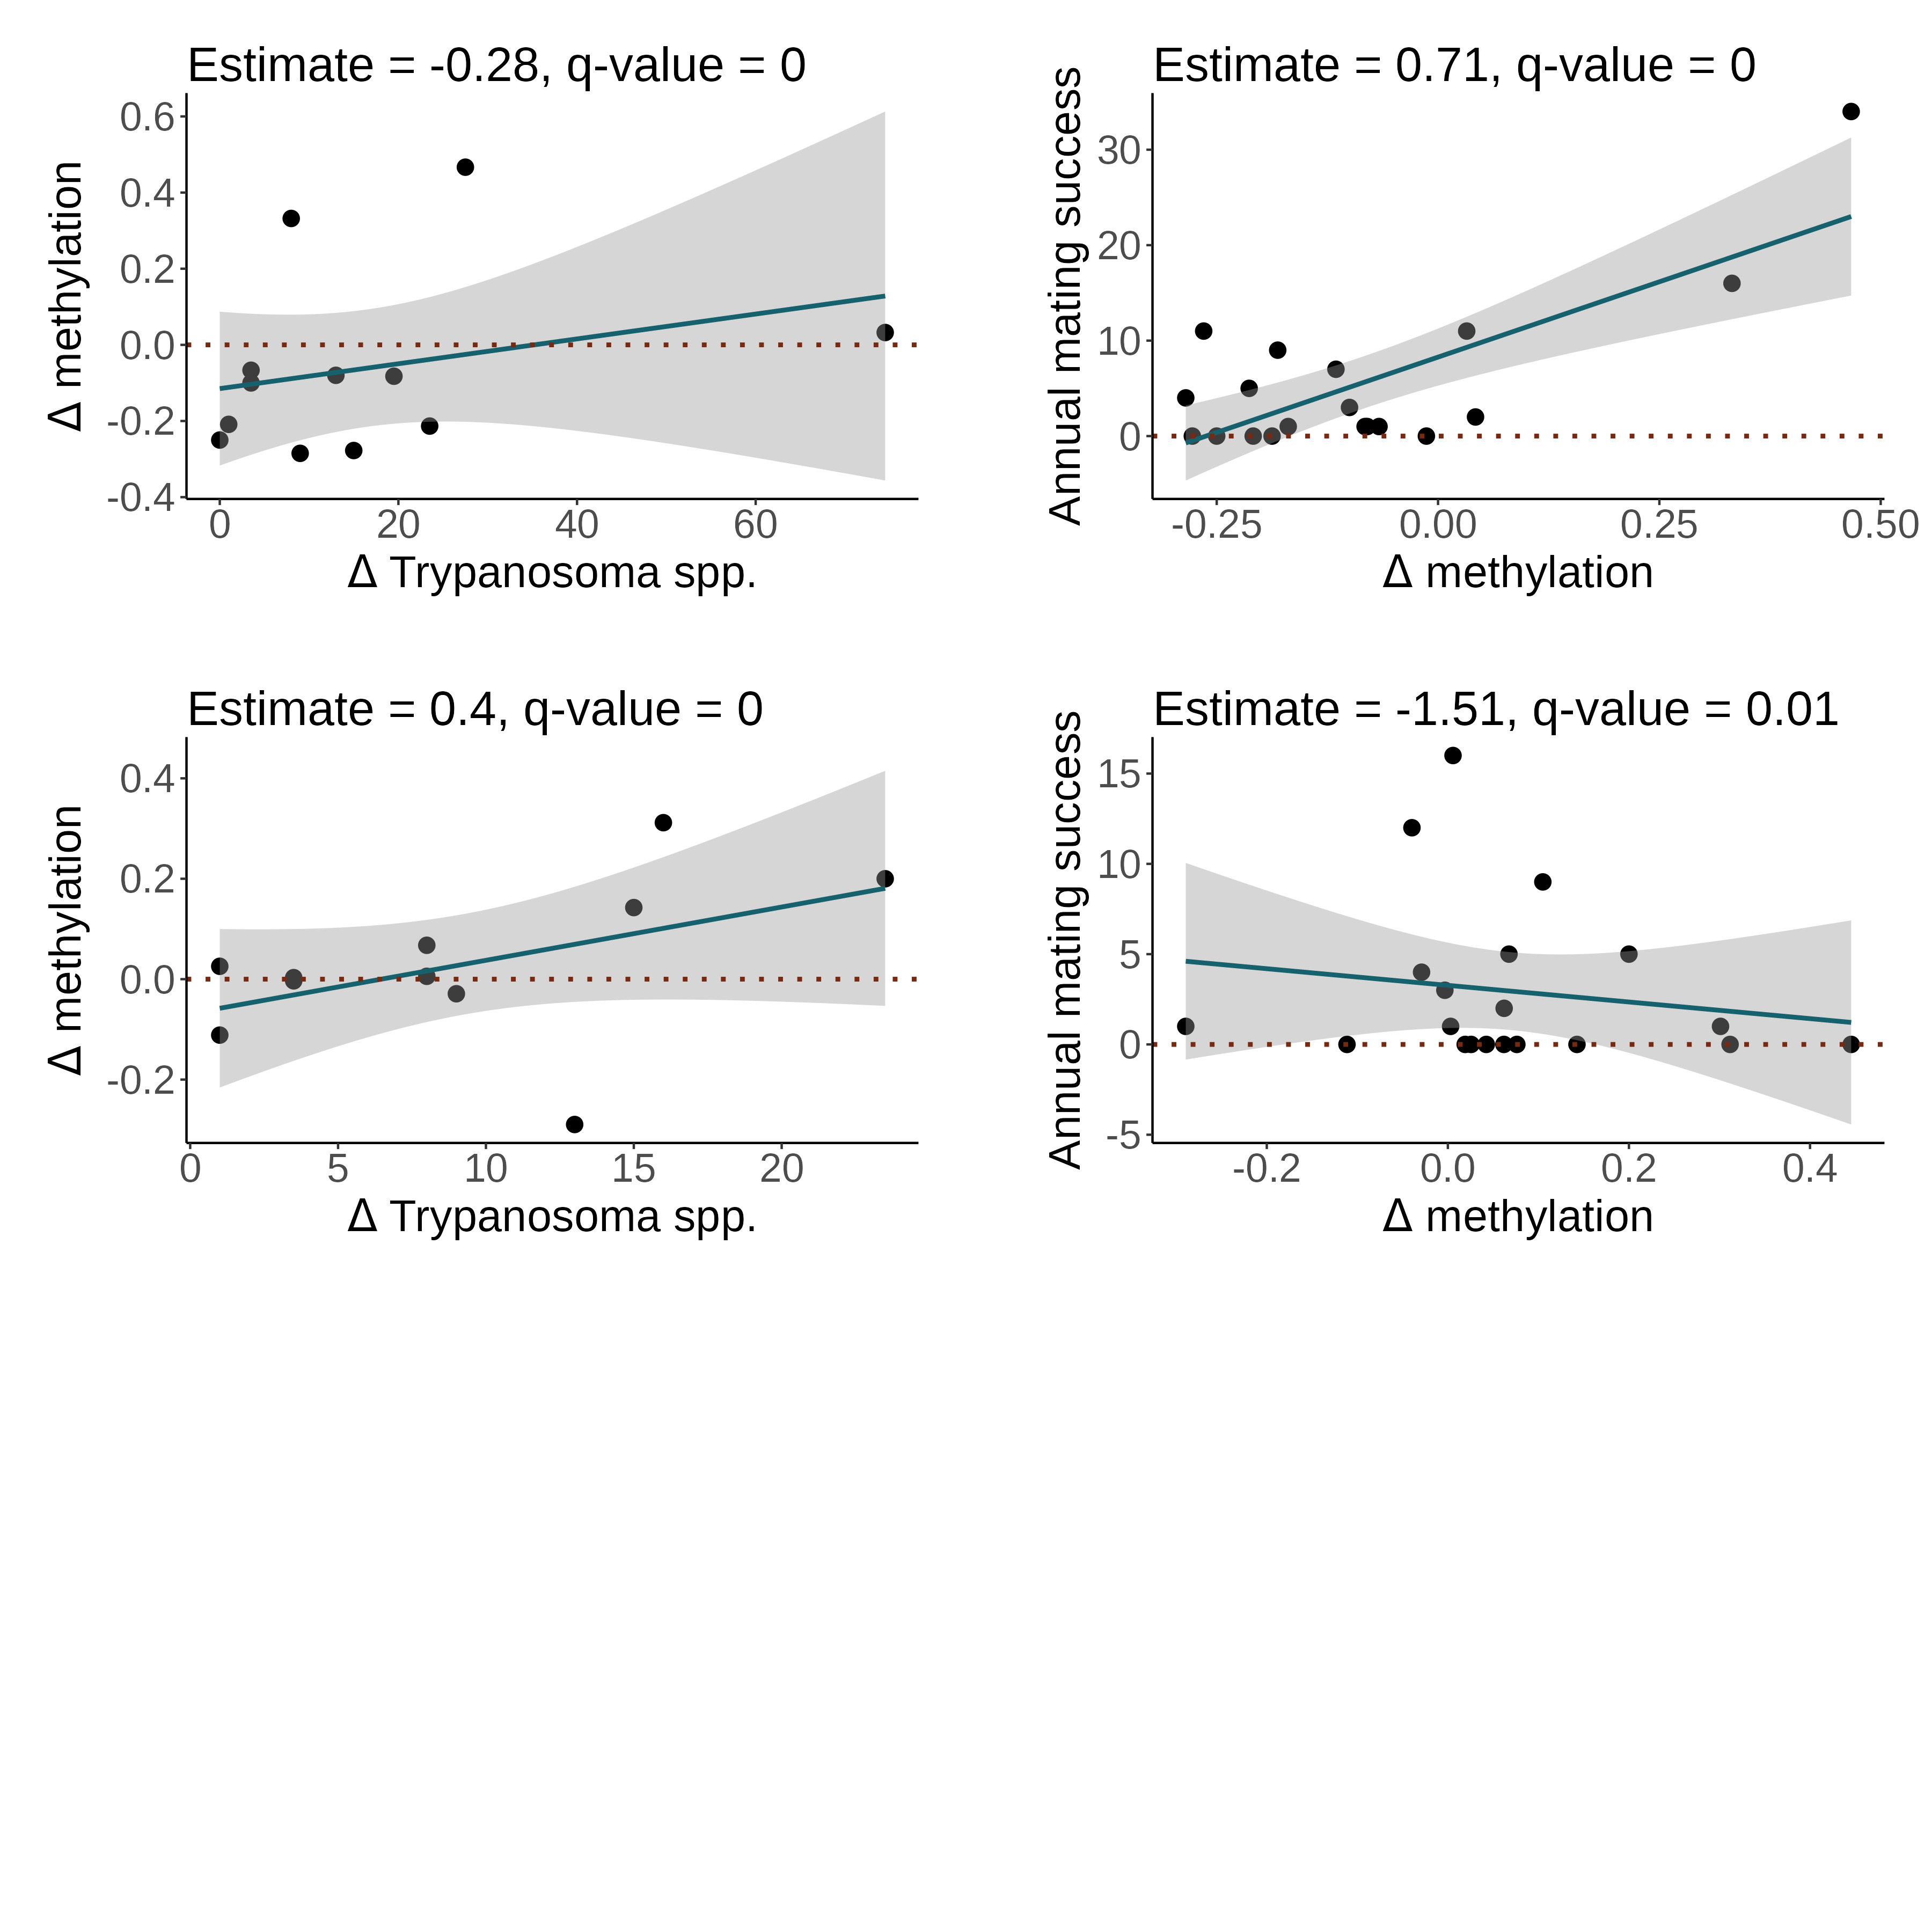 Estimate = -0.28, q-value = 0
Δ methylation
0.6
0.4
0.2
0.0
-0.2
-0.4
0 20 40 60
Δ Trypanosoma spp.
Estimate = 0.71, q-value = 0
Annual mating success
30
20
10
0
-0.25 0.00 0.25 0.50
Δ methylation
Estimate = 0.4, q-value = 0
Δ methylation
0.4
0.2
0.0
-0.2
0 5 10 15 20
Δ Trypanosoma spp.
Estimate = -1.51, q-value = 0.01
Annual mating success
15
10
5
0
-5
-0.2 0.0 0.2 0.4
Δ methylation